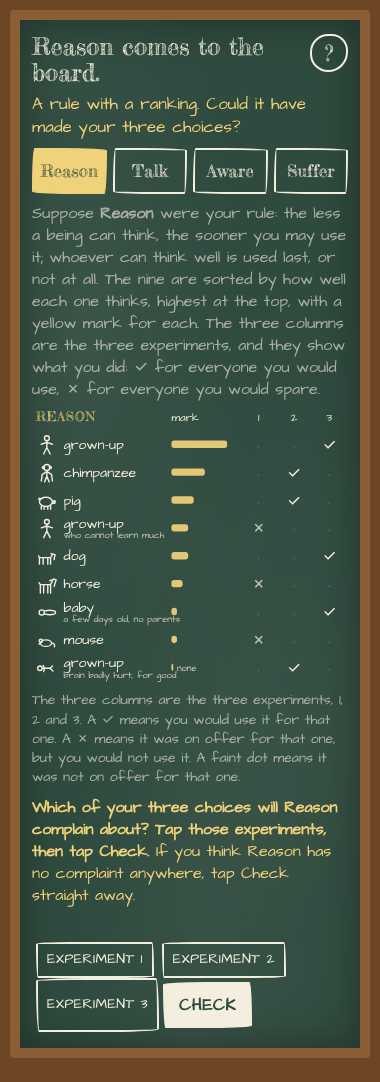 Reason comes to the
board.
?
A rule with a ranking. Could it have
made your three choices?
Reason
Talk
Aware
Suffer
Suppose Reason were your rule: the less
a being can think, the sooner you may use
it; whoever can think well is used last, or
not at all. The nine are sorted by how well
each one thinks, highest at the top, with a
yellow mark for each. The three columns
are the three experiments, and they show
what you did: ✓ for everyone you would
use, × for everyone you would spare.
REASON mark 1 2 3
grown-up ✓
chimpanzee ✓
pig ✓
grown-up ×
who cannot learn much
dog ✓
horse ×
baby ✓
a few days old, no parents
mouse ×
grown-up none ✓
brain badly hurt, for good
The three columns are the three experiments, 1,
2 and 3. A ✓ means you would use it for that
one. A × means it was on offer for that one,
but you would not use it. A faint dot means it
was not on offer for that one.
Which of your three choices will Reason
complain about? Tap those experiments,
then tap Check. If you think Reason has
no complaint anywhere, tap Check
straight away.
EXPERIMENT 1
EXPERIMENT 2
EXPERIMENT 3
CHECK